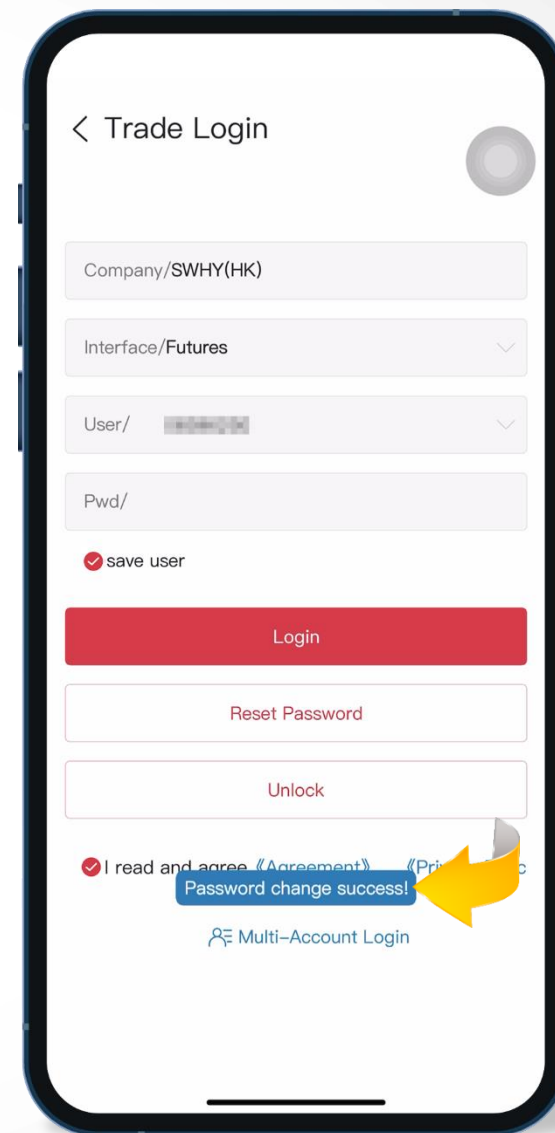 Trade Login
Company/SWHY(HK)
Interface/Futures
User/
Pwd/
save user
Login
Reset Password
Unlock
I read and agree《Agreement》
Password change success!
Multi-Account Login